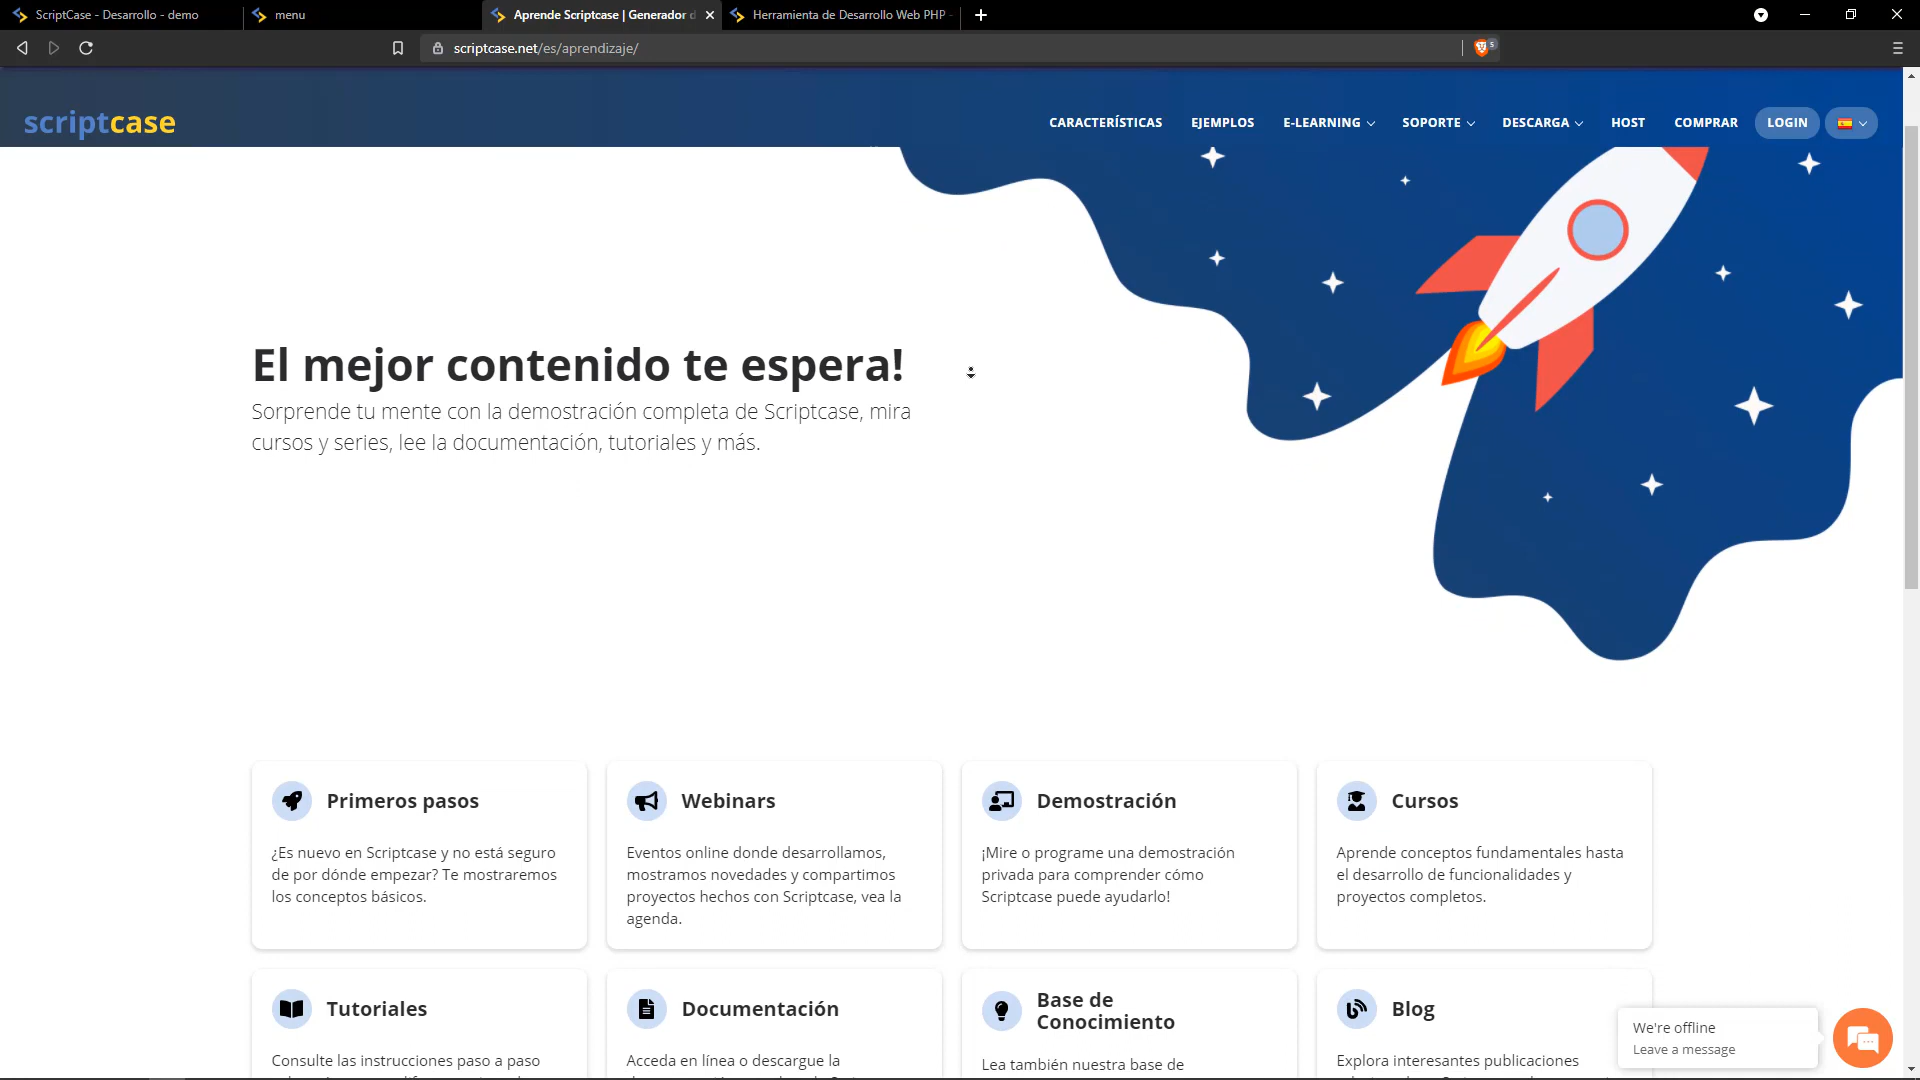 ScriptCase - Desarrollo - demo
menu
Aprende Scriptcase | Generador d
Herramienta de Desarrollo Web PHP -
scriptcase.net/es/aprendizaje/
5
scriptcase
CARACTERÍSTICAS
EJEMPLOS
E-LEARNING
SOPORTE
DESCARGA
HOST
COMPRAR
LOGIN
El mejor contenido te espera!
Sorprende tu mente con la demostración completa de Scriptcase, mira
cursos y series, lee la documentación, tutoriales y más.
Primeros pasos
¿Es nuevo en Scriptcase y no está seguro
de por dónde empezar? Te mostraremos
los conceptos básicos.
Webinars
Eventos online donde desarrollamos,
mostramos novedades y compartimos
proyectos hechos con Scriptcase, vea la
agenda.
Demostración
¡Mire o programe una demostración
privada para comprender cómo
Scriptcase puede ayudarlo!
Cursos
Aprende conceptos fundamentales hasta
el desarrollo de funcionalidades y
proyectos completos.
Tutoriales
Consulte las instrucciones paso a paso
Documentación
Acceda en línea o descargue la
Base de
Conocimiento
Lea también nuestra base de
Blog
Explora interesantes publicaciones
We're offline
Leave a message